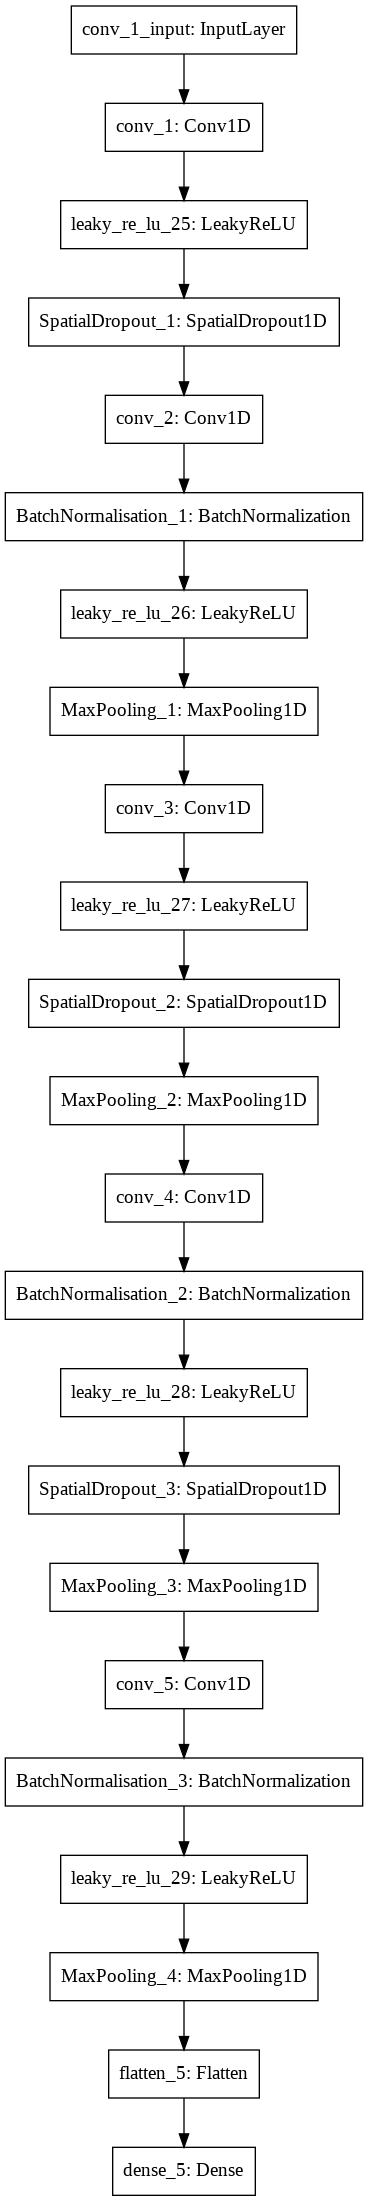 conv_1_input: InputLayer
conv_1: Conv1D
leaky_re_lu_25: LeakyReLU
SpatialDropout_1: SpatialDropout1D
conv_2: Conv1D
BatchNormalisation_1: BatchNormalization
leaky_re_lu_26: LeakyReLU
MaxPooling_1: MaxPooling1D
conv_3: Conv1D
leaky_re_lu_27: LeakyReLU
SpatialDropout_2: SpatialDropout1D
MaxPooling_2: MaxPooling1D
conv_4: Conv1D
BatchNormalisation_2: BatchNormalization
leaky_re_lu_28: LeakyReLU
SpatialDropout_3: SpatialDropout1D
MaxPooling_3: MaxPooling1D
conv_5: Conv1D
BatchNormalisation_3: BatchNormalization
leaky_re_lu_29: LeakyReLU
MaxPooling_4: MaxPooling1D
flatten_5: Flatten
dense_5: Dense